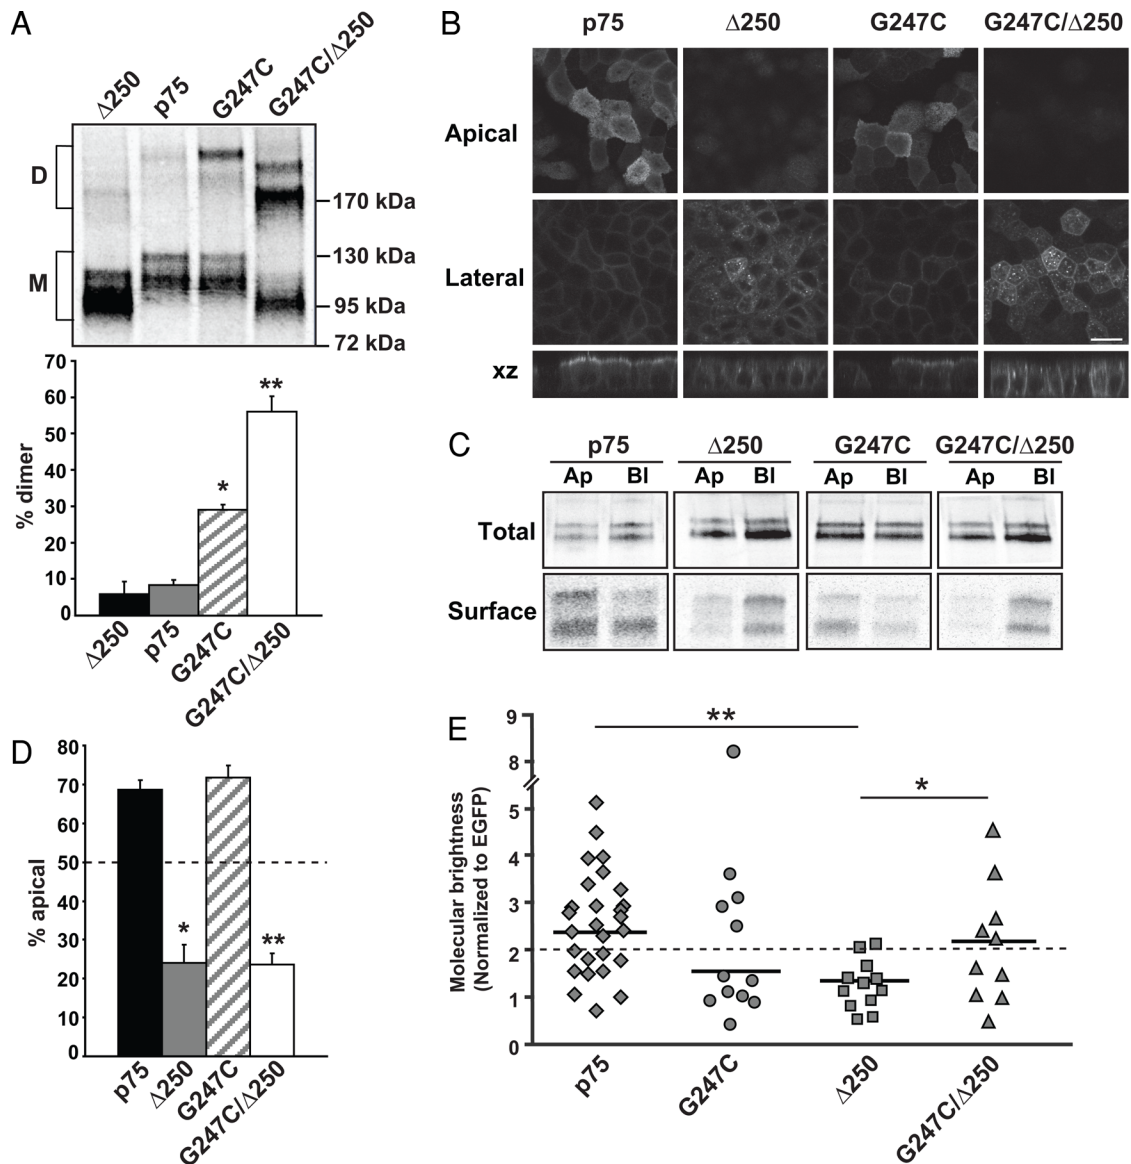 A
Δ250
p75
G247C
G247C/Δ250
D
M
170 kDa
130 kDa
95 kDa
72 kDa
70
60
50
40
30
20
10
0
% dimer
*
**
Δ250
p75
G247C
G247C/Δ250
B
p75 Δ250 G247C G247C/Δ250
Apical
Lateral
xz
C
p75 Δ250 G247C G247C/Δ250
Ap Bl Ap Bl Ap Bl Ap Bl
Total
Surface
D
80
70
60
50
40
30
20
10
0
% apical
*
**
p75
Δ250
G247C
G247C/Δ250
E
9
8
5
4
3
2
1
0
Molecular brightness
(Normalized to EGFP)
**
*
p75
G247C
Δ250
G247C/Δ250